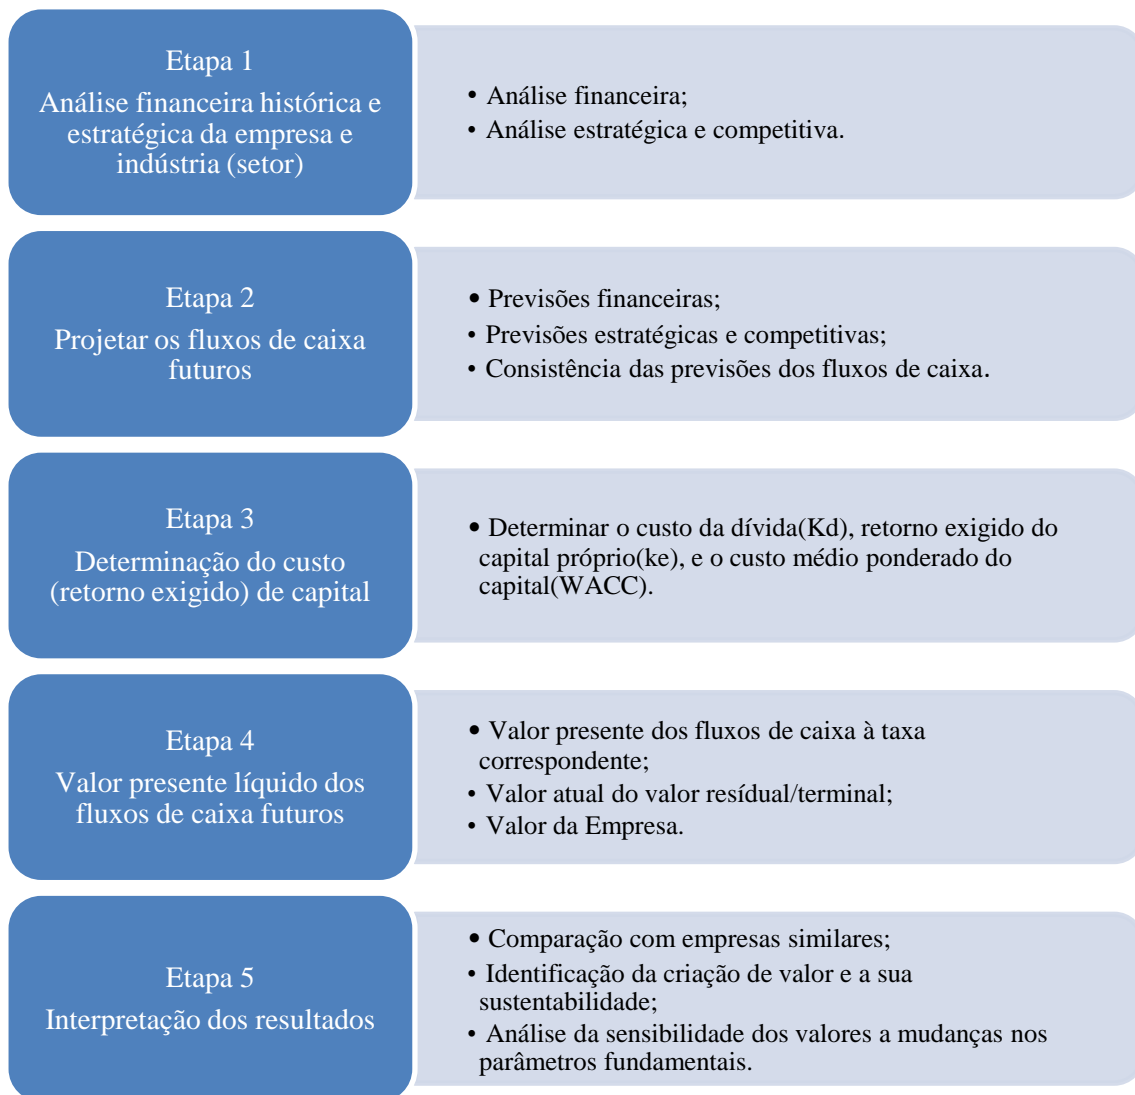 Etapa 1
Análise financeira histórica e
estratégica da empresa e
indústria (setor)
• Análise financeira;
• Análise estratégica e competitiva.
Etapa 2
Projetar os fluxos de caixa
futuros
• Previsões financeiras;
• Previsões estratégicas e competitivas;
• Consistência das previsões dos fluxos de caixa.
Etapa 3
Determinação do custo
(retorno exigido) de capital
• Determinar o custo da dívida(Kd), retorno exigido do
capital próprio(ke), e o custo médio ponderado do
capital(WACC).
Etapa 4
Valor presente líquido dos
fluxos de caixa futuros
• Valor presente dos fluxos de caixa à taxa
correspondente;
• Valor atual do valor resídual/terminal;
• Valor da Empresa.
Etapa 5
Interpretação dos resultados
• Comparação com empresas similares;
• Identificação da criação de valor e a sua
sustentabilidade;
• Análise da sensibilidade dos valores a mudanças nos
parâmetros fundamentais.